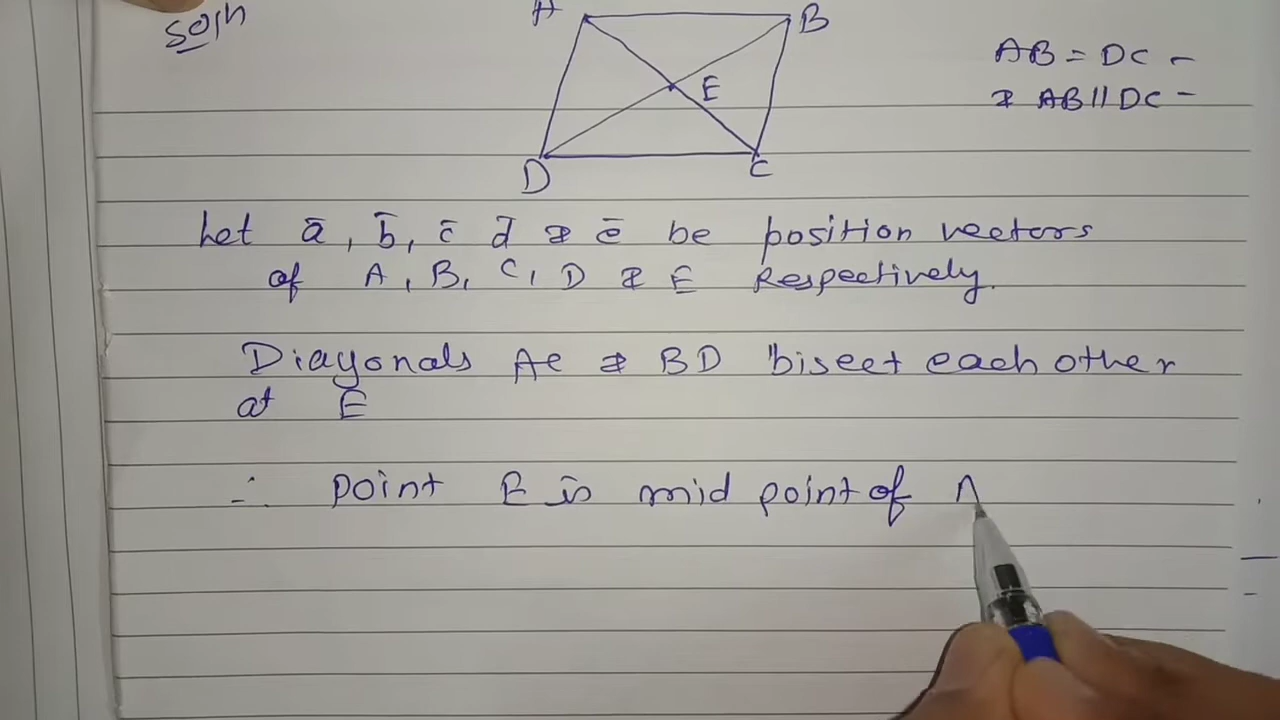 Soln
A B
E
D C
AB = DC -
& AB || DC -
Let ā, b̄, c̄ d̄ & ē be position vectors
of A, B, C, D & E Respectively.
Diagonals AC & BD bisect each other
at E
∴ point E is mid point of A